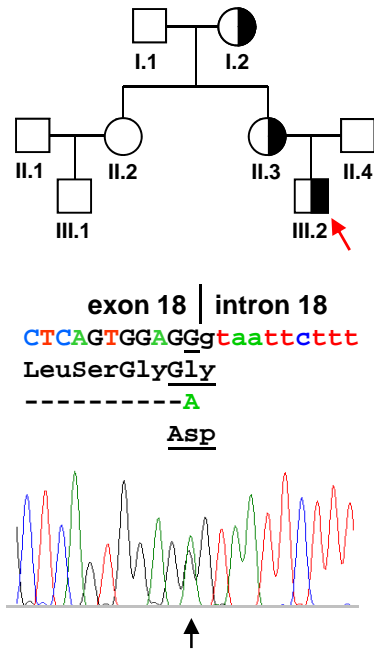 I.1
I.2
II.1
II.2
II.3
II.4
III.1
III.2
exon 18 | intron 18
CTCAGTGGAGGgtaattcttt
LeuSerGlyGly
----------A
Asp